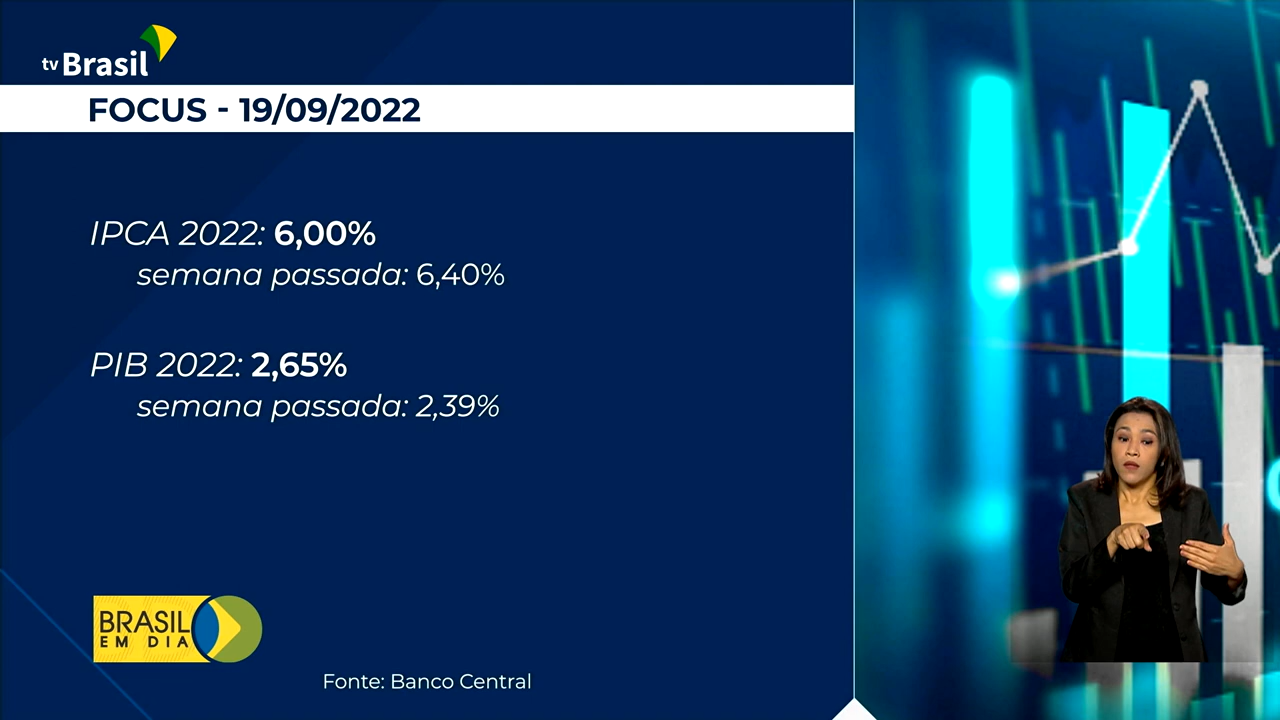 tv Brasil
FOCUS - 19/09/2022
IPCA 2022: 6,00%
semana passada: 6,40%
PIB 2022: 2,65%
semana passada: 2,39%
BRASIL
EM DIA
Fonte: Banco Central